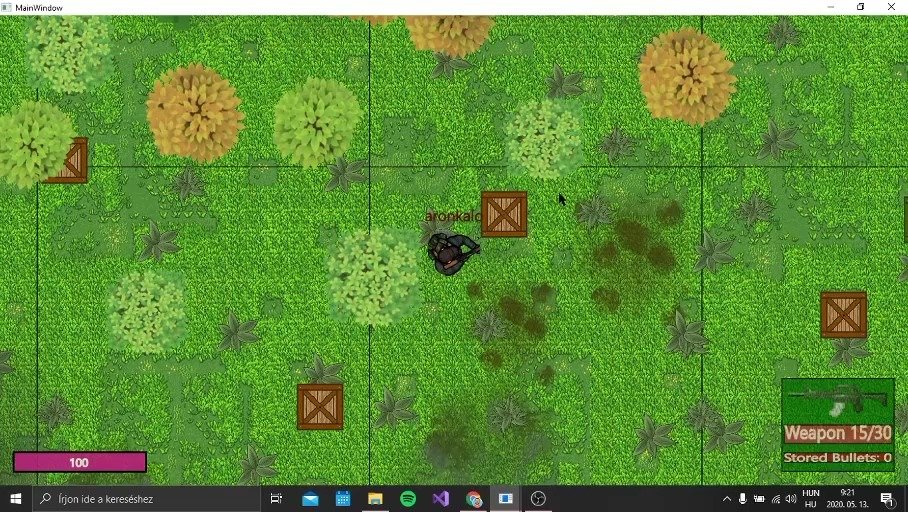 MainWindow
aronkalo
Weapon 15/30
Stored Bullets: 0
100
Írjon ide a kereséshez
HUN
HU
9:21
2020. 05. 13.
1